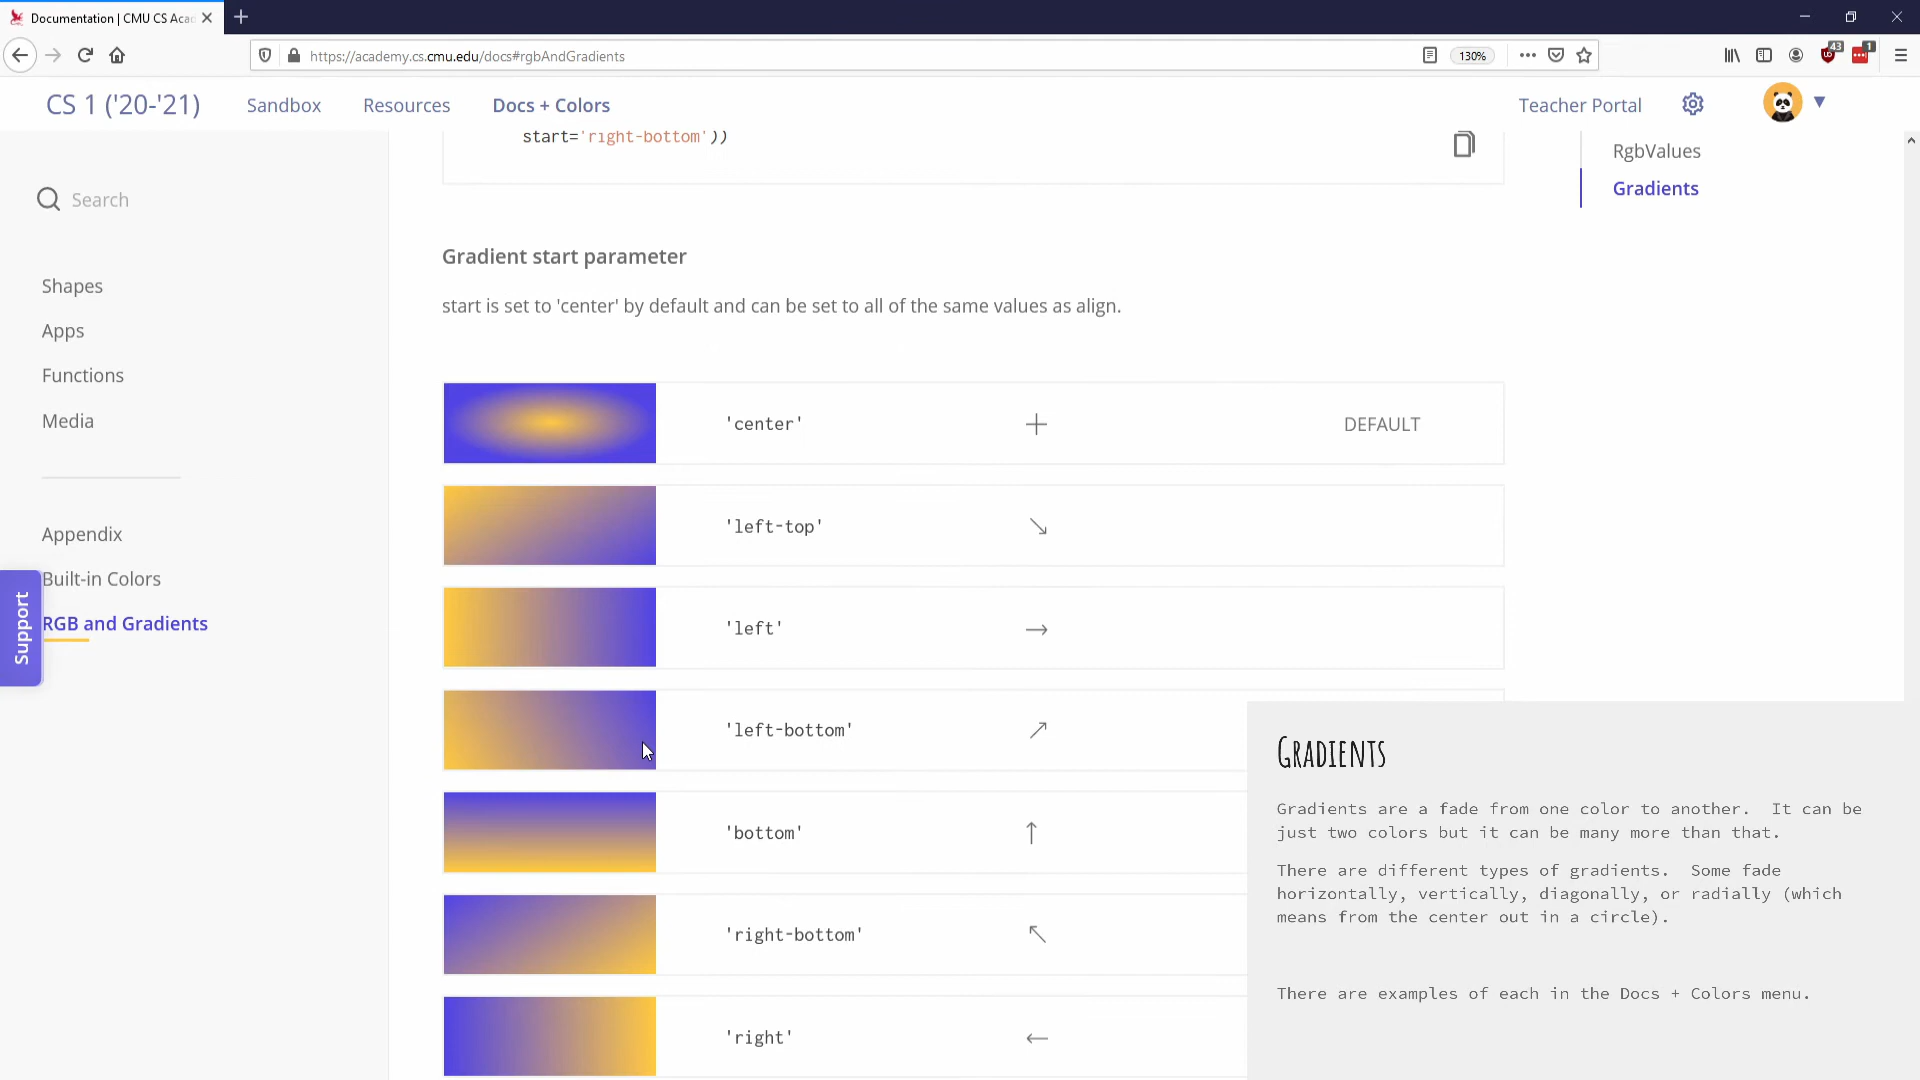 Documentation | CMU CS Aca
https://academy.cs.cmu.edu/docs#rgbAndGradients
130%
43
1
CS 1 ('20-'21)
Sandbox
Resources
Docs + Colors
Teacher Portal
start='right-bottom'))
RgbValues
Gradients
Search
Shapes
Apps
Functions
Media
Appendix
Built-in Colors
RGB and Gradients
Support
Gradient start parameter
start is set to 'center' by default and can be set to all of the same values as align.
'center'
DEFAULT
'left-top'
'left'
'left-bottom'
'bottom'
'right-bottom'
'right'
GRADIENTS
Gradients are a fade from one color to another. It can be
just two colors but it can be many more than that.
There are different types of gradients. Some fade
horizontally, vertically, diagonally, or radially (which
means from the center out in a circle).
There are examples of each in the Docs + Colors menu.